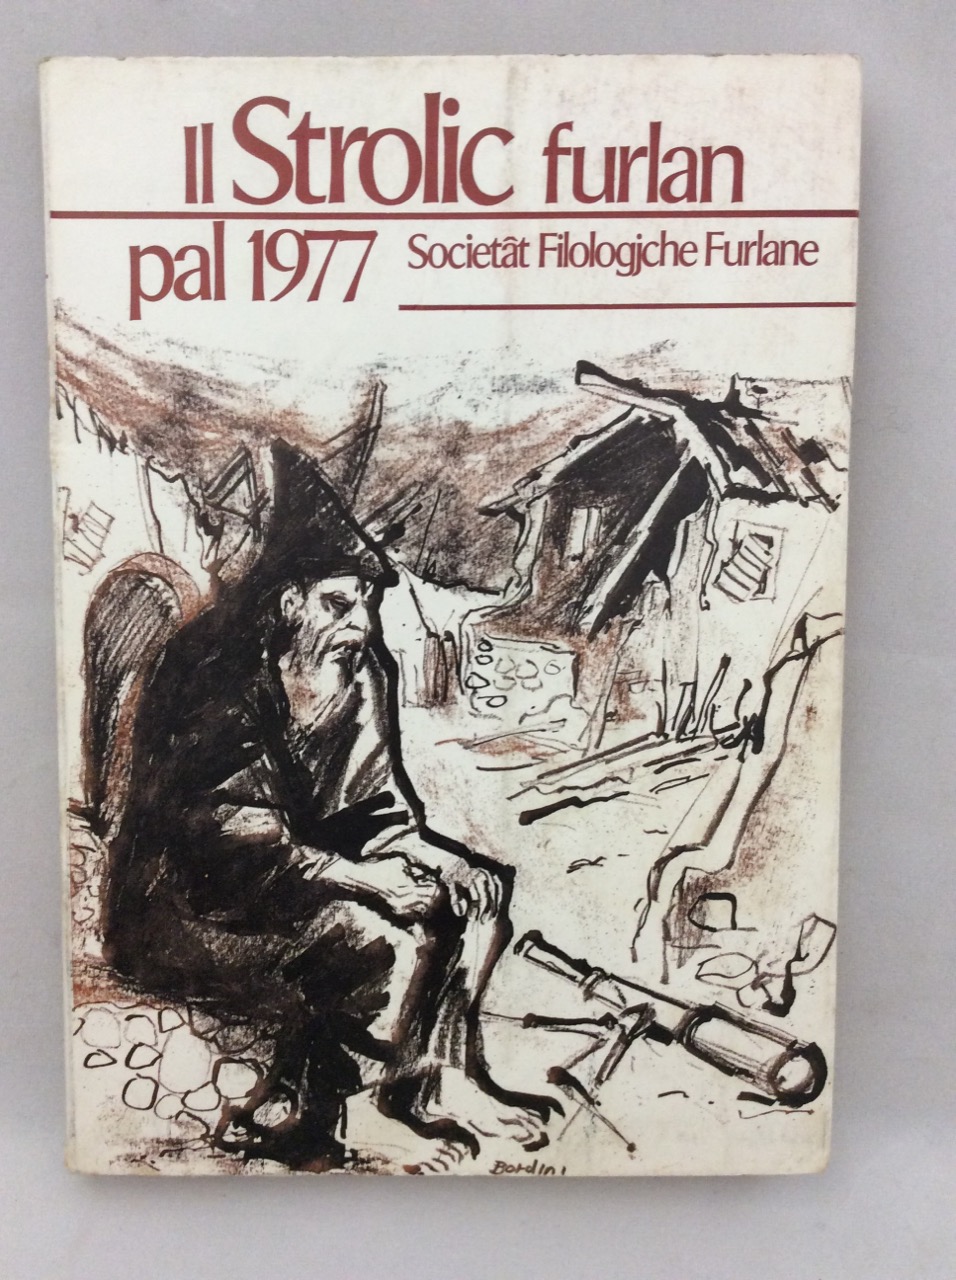 Il Strolic furlan
pal 1977 Societât Filologjche Furlane
Bordini